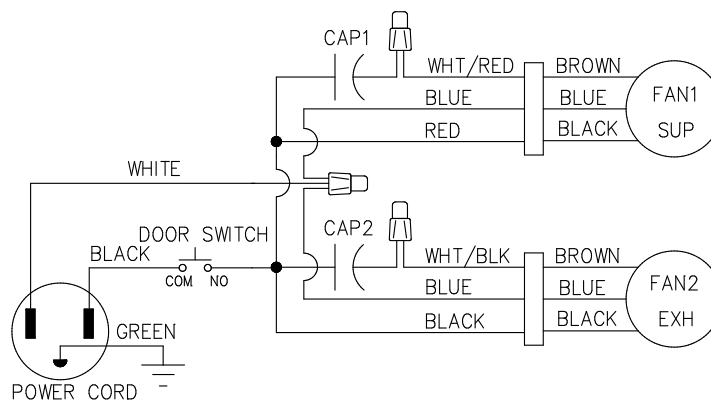 CAP1
WHT/RED BROWN
BLUE BLUE FAN1
RED BLACK SUP
WHITE
DOOR SWITCH CAP2
BLACK WHT/BLK BROWN
COM NO
BLUE BLUE FAN2
BLACK BLACK EXH
GREEN
POWER CORD